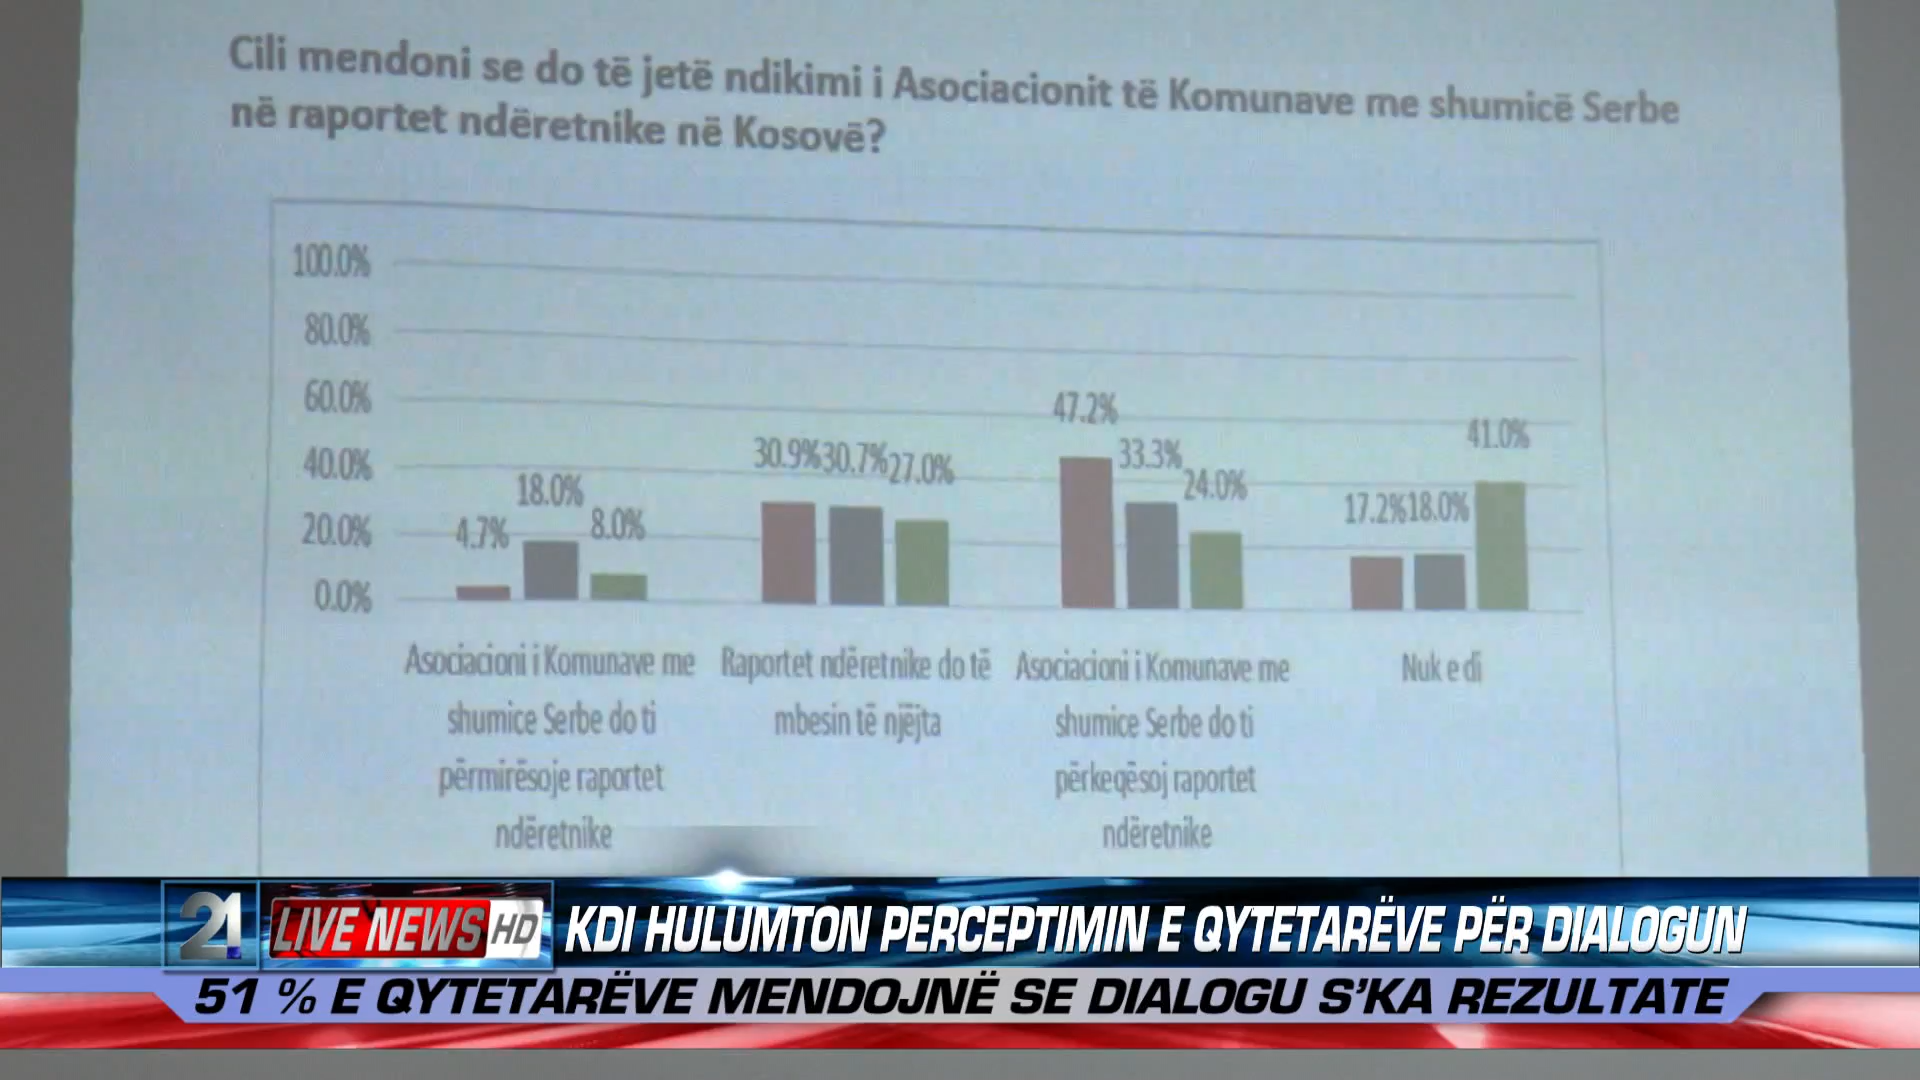 Cili mendoni se do të jetë ndikimi i Asociacionit të Komunave me shumicë Serbe
në raportet ndëretnike në Kosovë?
100.0%
80.0%
60.0%
40.0%
20.0%
0.0%
4.7% 18.0% 8.0%
30.9% 30.7% 27.0%
47.2% 33.3% 24.0%
17.2% 18.0% 41.0%
Asociacioni i Komunave me
shumice Serbe do ti
përmirësoje raportet
ndëretnike
Raportet ndëretnike do të
mbesin të njëjta
Asociacioni i Komunave me
shumice Serbe do ti
përkeqësoj raportet
ndëretnike
Nuk e di
21 LIVE NEWS HD KDI HULUMTON PERCEPTIMIN E QYTETARËVE PËR DIALOGUN
51 % E QYTETARËVE MENDOJNË SE DIALOGU S'KA REZULTATE